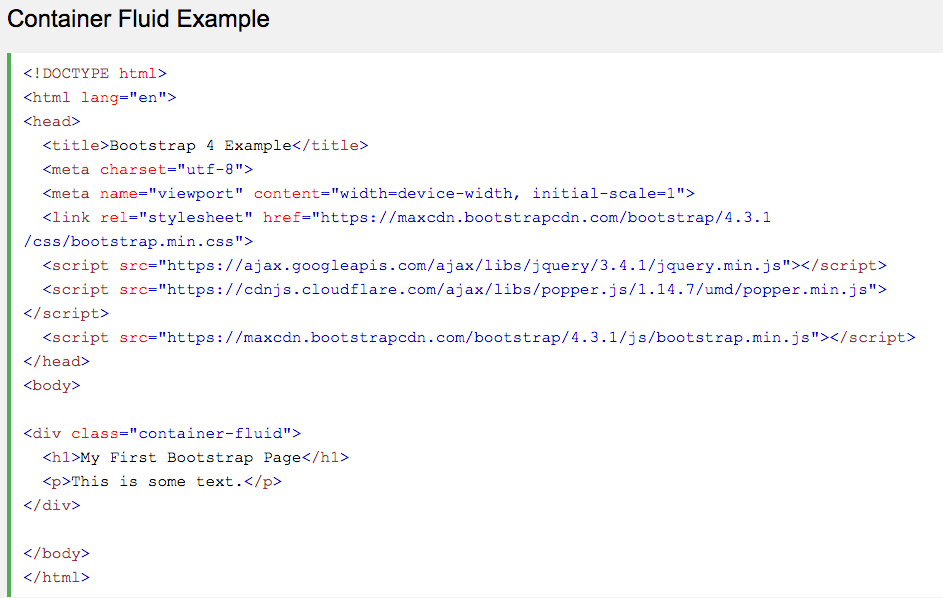 Container Fluid Example
<!DOCTYPE html>
<html lang="en">
<head>
  <title>Bootstrap 4 Example</title>
  <meta charset="utf-8">
  <meta name="viewport" content="width=device-width, initial-scale=1">
  <link rel="stylesheet" href="https://maxcdn.bootstrapcdn.com/bootstrap/4.3.1
/css/bootstrap.min.css">
  <script src="https://ajax.googleapis.com/ajax/libs/jquery/3.4.1/jquery.min.js"></script>
  <script src="https://cdnjs.cloudflare.com/ajax/libs/popper.js/1.14.7/umd/popper.min.js">
</script>
  <script src="https://maxcdn.bootstrapcdn.com/bootstrap/4.3.1/js/bootstrap.min.js"></script>
</head>
<body>

<div class="container-fluid">
  <h1>My First Bootstrap Page</h1>
  <p>This is some text.</p>
</div>

</body>
</html>